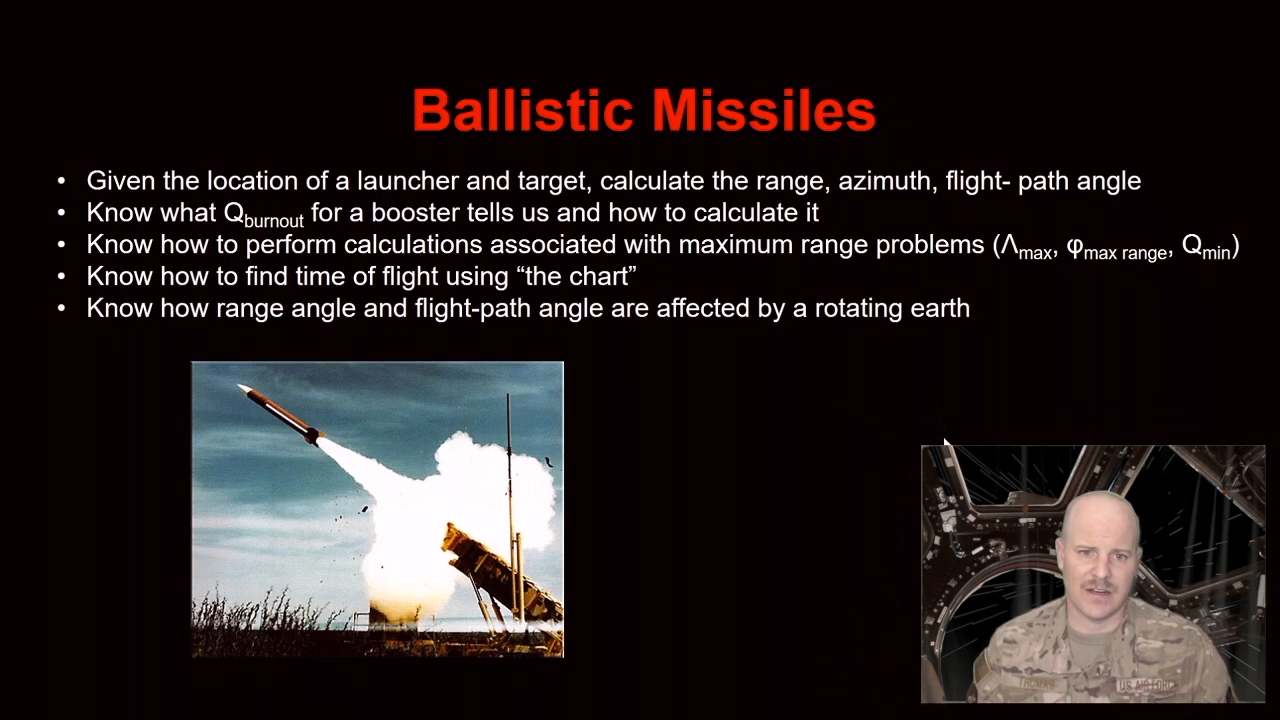 Ballistic Missiles
• Given the location of a launcher and target, calculate the range, azimuth, flight- path angle
• Know what Qburnout for a booster tells us and how to calculate it
• Know how to perform calculations associated with maximum range problems (Λmax, φmax range, Qmin)
• Know how to find time of flight using “the chart”
• Know how range angle and flight-path angle are affected by a rotating earth
THOMAS
U.S. AIR FORCE